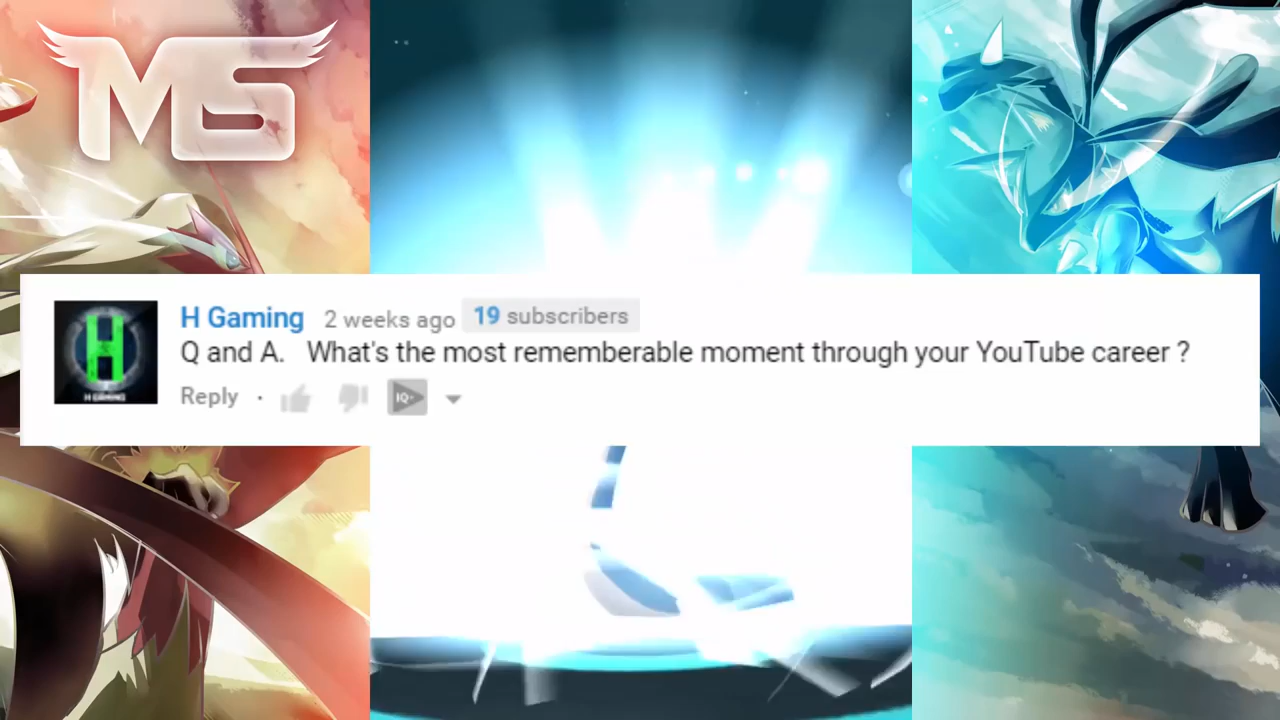 MS
H Gaming 2 weeks ago 19 subscribers
Q and A. What's the most rememberable moment through your YouTube career ?
Reply · IQ+
H GAMING